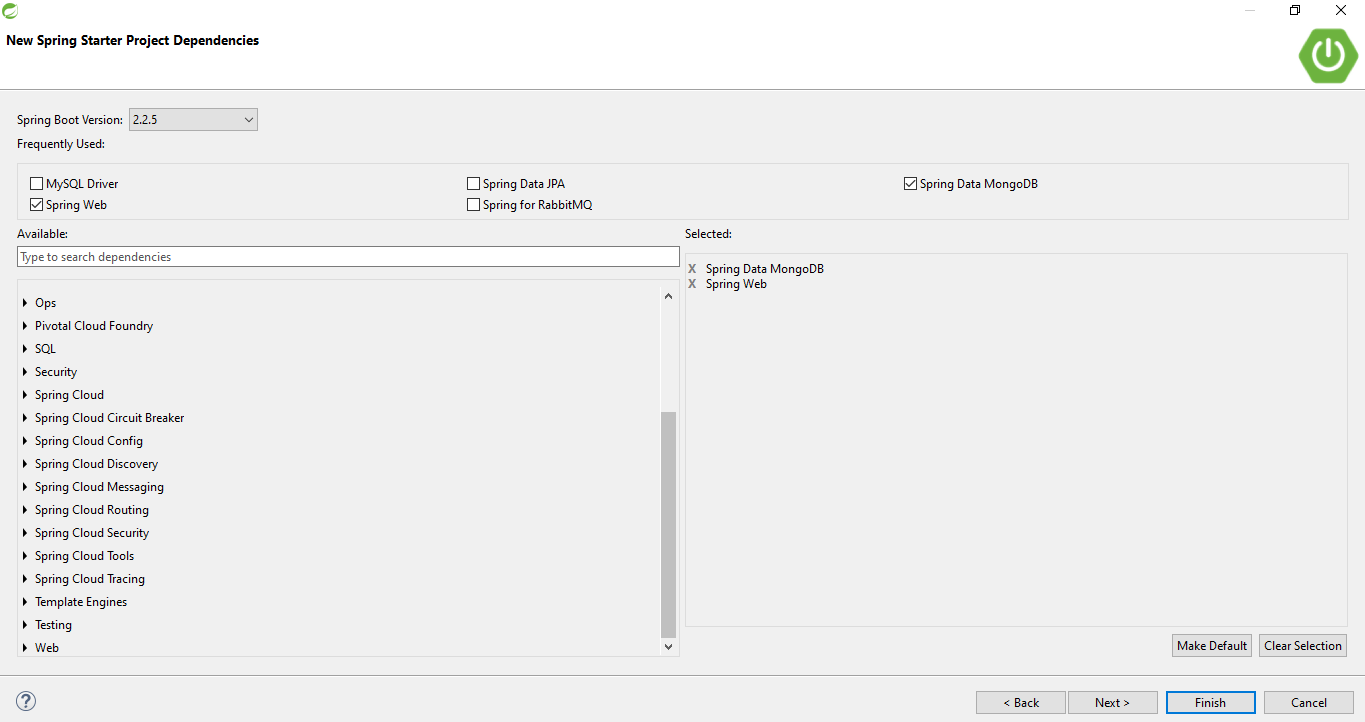 New Spring Starter Project Dependencies
Spring Boot Version: 2.2.5
Frequently Used:
MySQL Driver Spring Data JPA Spring Data MongoDB
Spring Web Spring for RabbitMQ
Available: Selected:
Type to search dependencies
X Spring Data MongoDB
X Spring Web
Ops
Pivotal Cloud Foundry
SQL
Security
Spring Cloud
Spring Cloud Circuit Breaker
Spring Cloud Config
Spring Cloud Discovery
Spring Cloud Messaging
Spring Cloud Routing
Spring Cloud Security
Spring Cloud Tools
Spring Cloud Tracing
Template Engines
Testing
Web
Make Default Clear Selection
? < Back Next > Finish Cancel